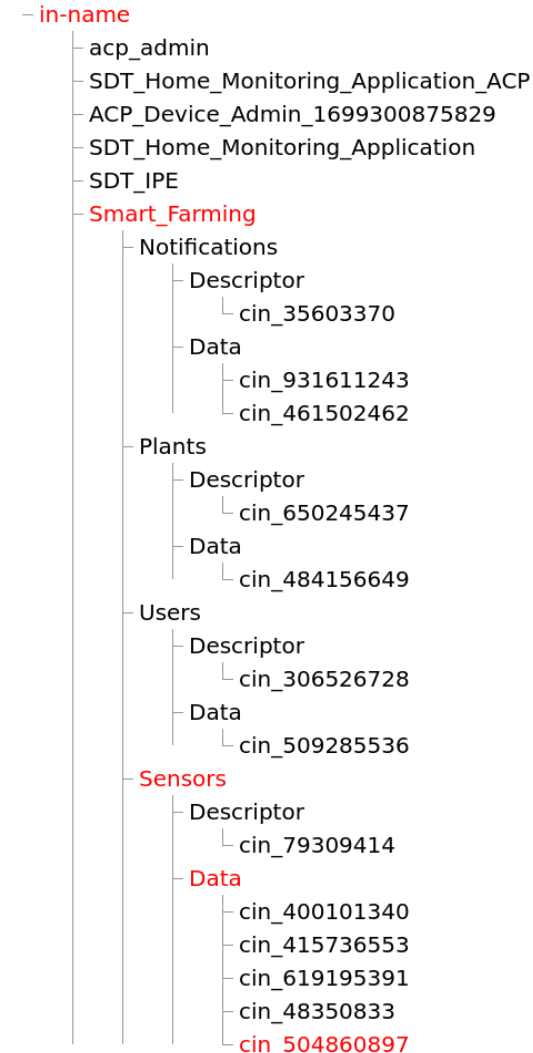 in-name
acp_admin
SDT_Home_Monitoring_Application_ACP
ACP_Device_Admin_1699300875829
SDT_Home_Monitoring_Application
SDT_IPE
Smart_Farming
Notifications
Descriptor
cin_35603370
Data
cin_931611243
cin_461502462
Plants
Descriptor
cin_650245437
Data
cin_484156649
Users
Descriptor
cin_306526728
Data
cin_509285536
Sensors
Descriptor
cin_79309414
Data
cin_400101340
cin_415736553
cin_619195391
cin_48350833
cin_504860897